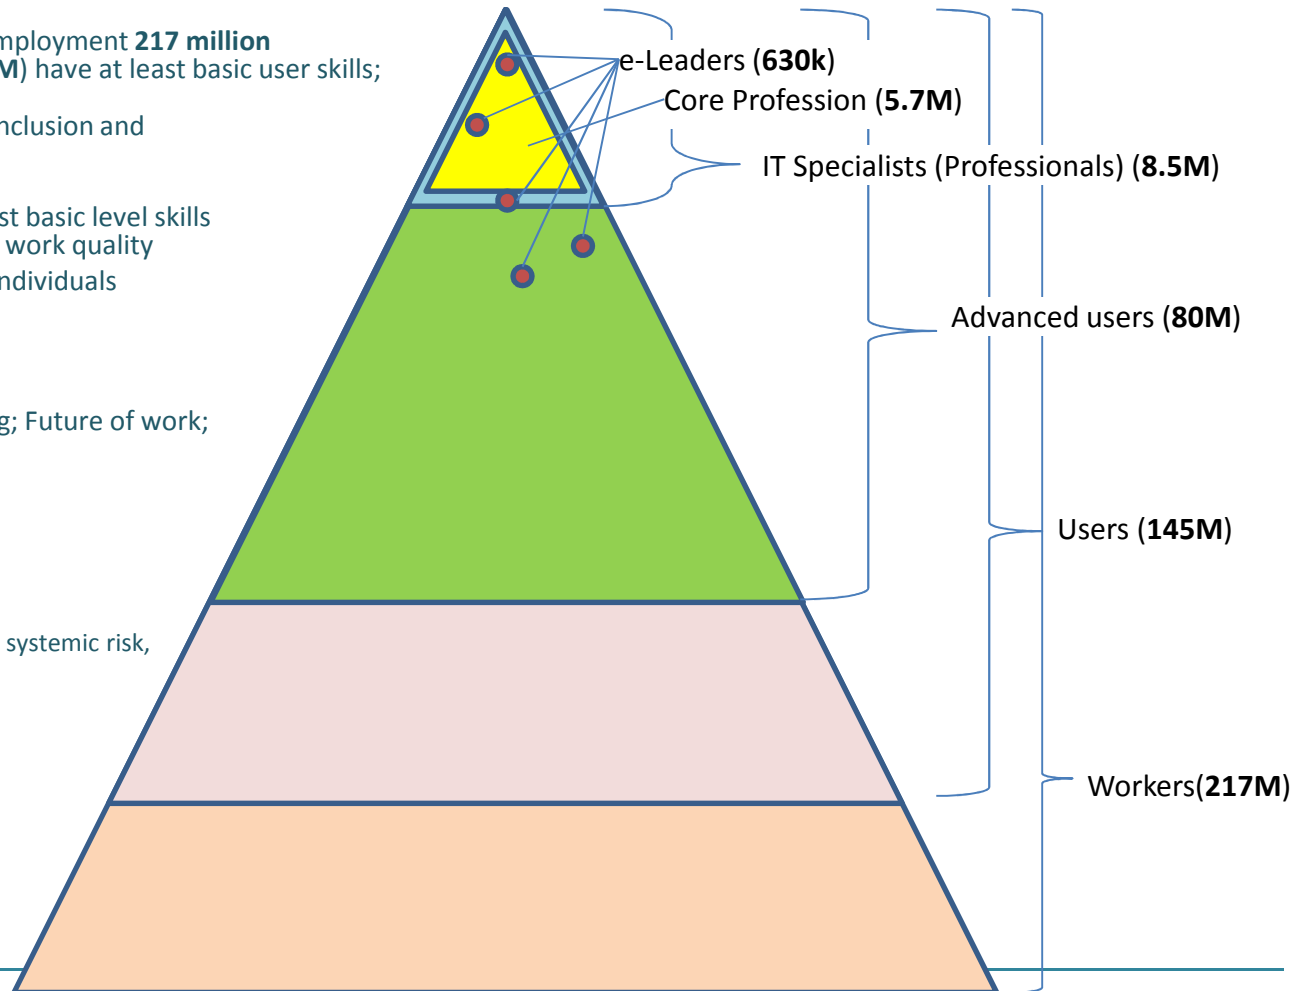 mployment 217 million
M) have at least basic user skills;
nclusion and
st basic level skills
work quality
ndividuals
g; Future of work;
systemic risk,
e-Leaders (630k)
Core Profession (5.7M)
IT Specialists (Professionals) (8.5M)
Advanced users (80M)
Users (145M)
Workers(217M)